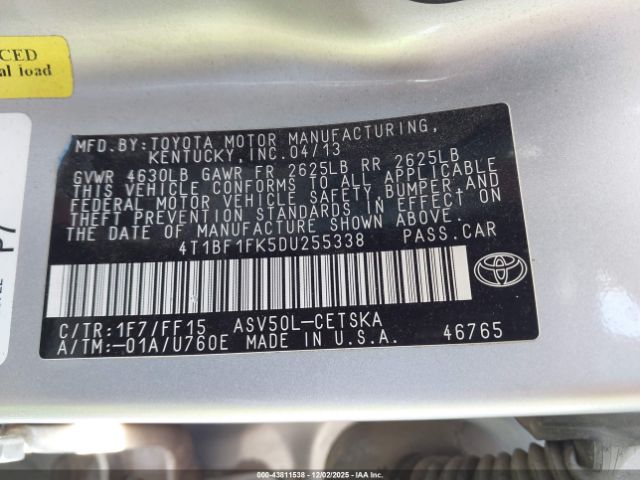 CED
al load
P7
MFD. BY: TOYOTA MOTOR MANUFACTURING,
KENTUCKY, INC. 04/13
GVWR 4630LB GAWR FR 2625LB RR 2625LB
THIS VEHICLE CONFORMS TO ALL APPLICABLE
FEDERAL MOTOR VEHICLE SAFETY, BUMPER, AND
THEFT PREVENTION STANDARDS IN EFFECT ON
THE DATE OF MANUFACTURE SHOWN ABOVE.
4T1BF1FK5DU255338 PASS. CAR
C/TR: 1F7/FF15 ASV50L-CETSKA
A/TM: -01A/U760E MADE IN U.S.A. 46765
000-43811538 - 12/02/2025 - IAA Inc.